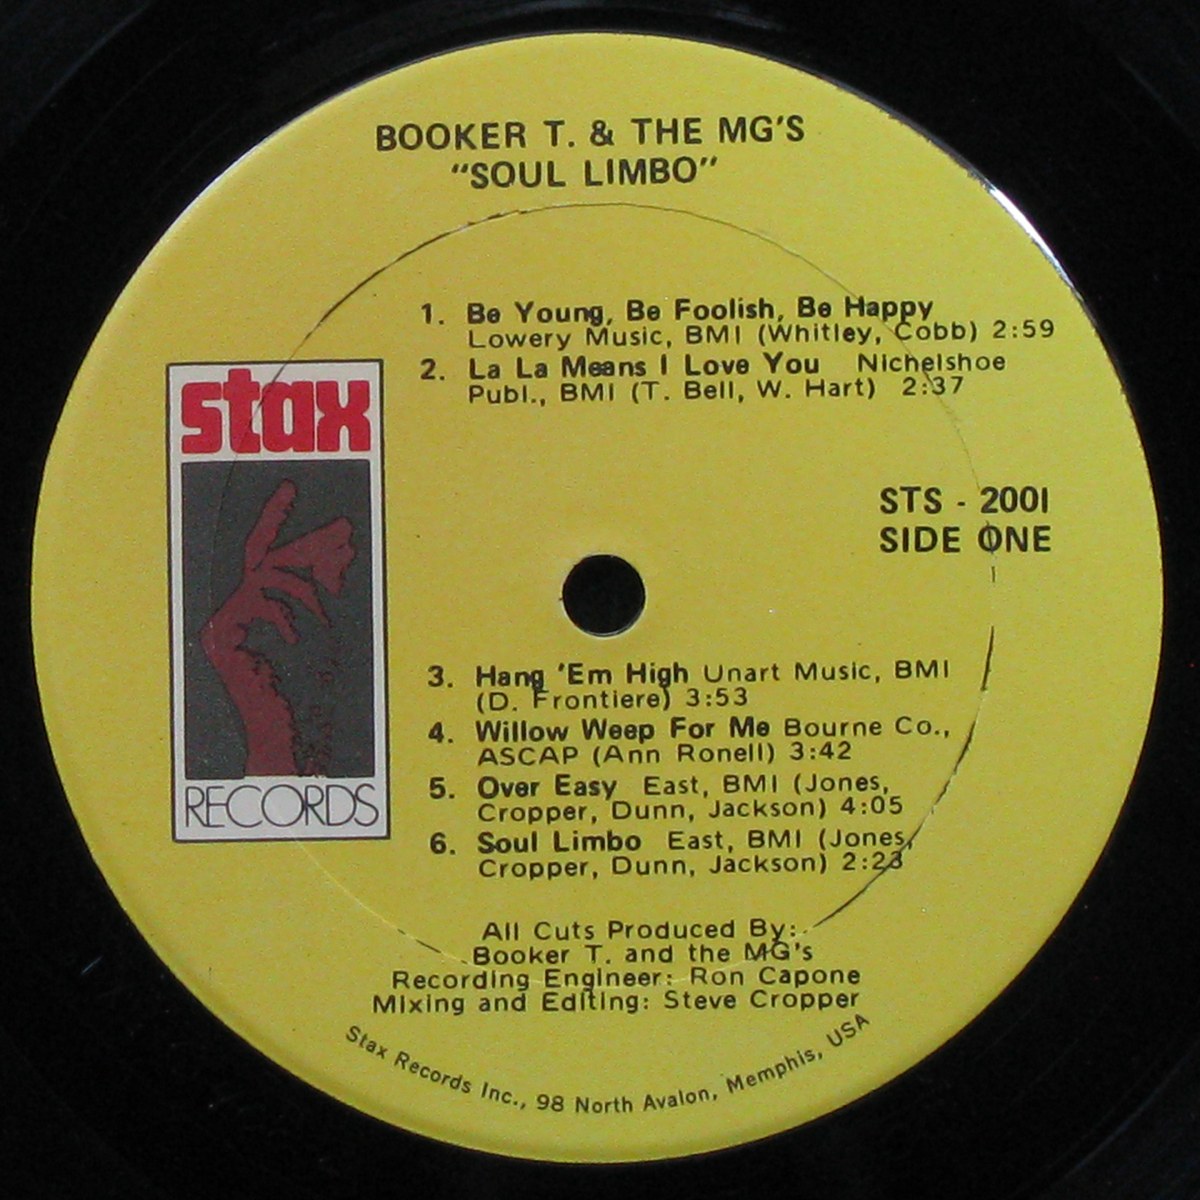 BOOKER T. & THE MG'S
"SOUL LIMBO"
1. Be Young, Be Foolish, Be Happy
Lowery Music, BMI (Whitley, Cobb) 2:59
2. La La Means I Love You Nichelshoe
Publ., BMI (T. Bell, W. Hart) 2:37
stax
RECORDS
STS - 2001
SIDE ONE
3. Hang 'Em High Unart Music, BMI
(D. Frontiere) 3:53
4. Willow Weep For Me Bourne Co.,
ASCAP (Ann Ronell) 3:42
5. Over Easy East, BMI (Jones,
Cropper, Dunn, Jackson) 4:05
6. Soul Limbo East, BMI (Jones,
Cropper, Dunn, Jackson) 2:23
All Cuts Produced By:
Booker T. and the MG's
Recording Engineer: Ron Capone
Mixing and Editing: Steve Cropper
Stax Records Inc., 98 North Avalon, Memphis, USA